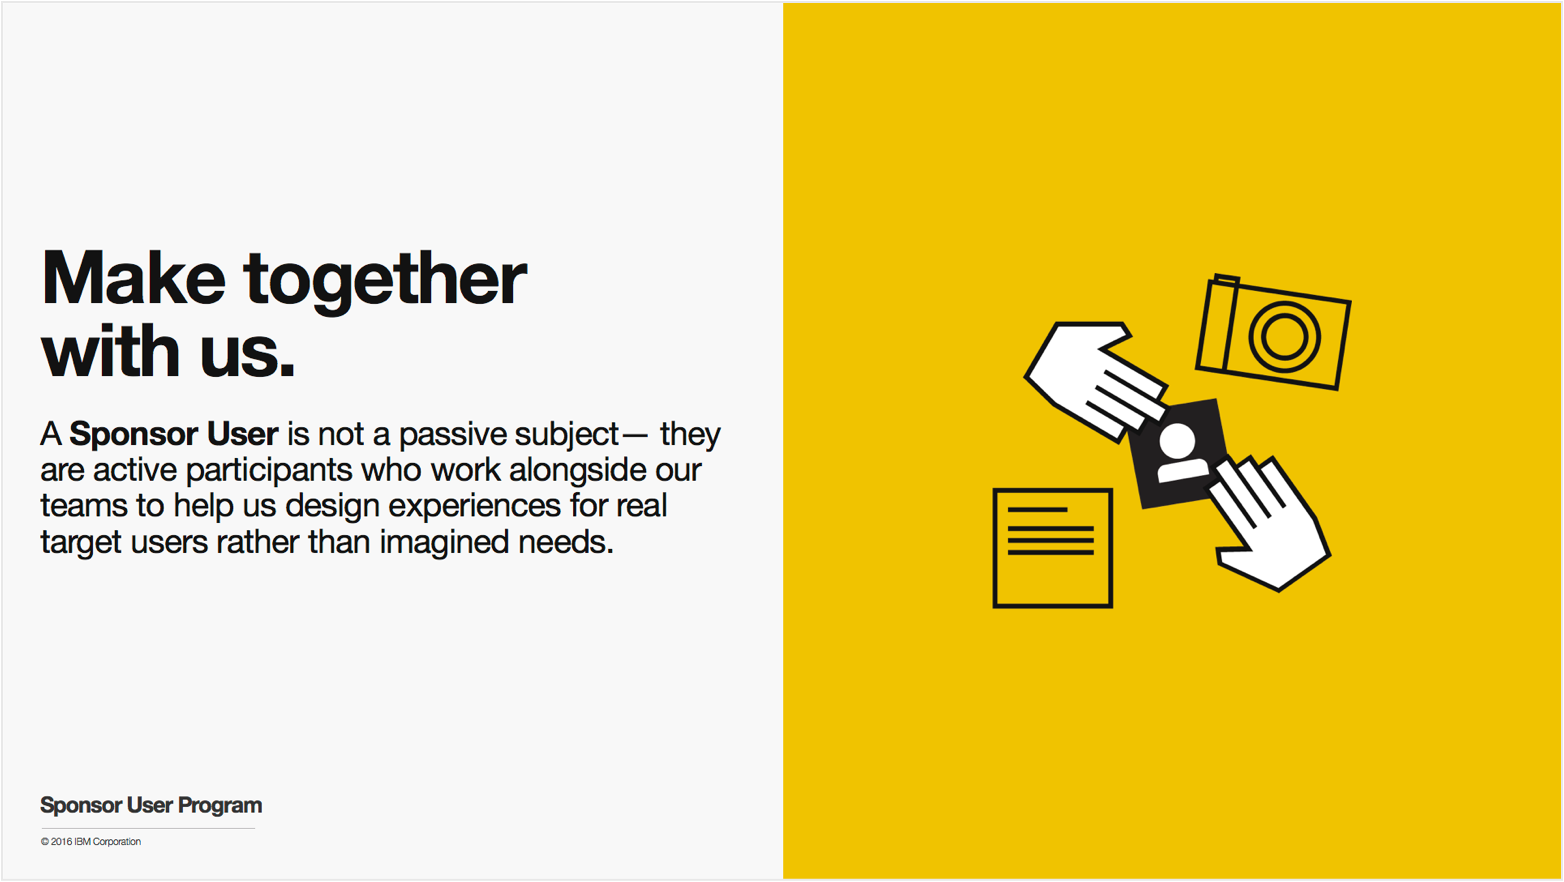 Make together
with us.
A Sponsor User is not a passive subject— they
are active participants who work alongside our
teams to help us design experiences for real
target users rather than imagined needs.
Sponsor User Program
© 2016 IBM Corporation